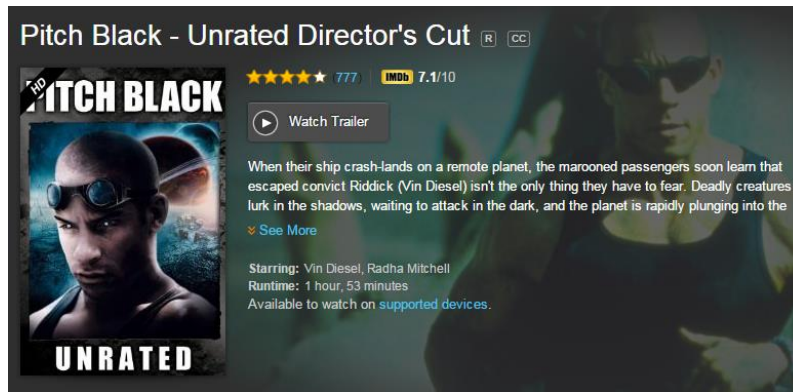 Pitch Black - Unrated Director's Cut R CC
HD
PITCH BLACK
(777) IMDb 7.1/10
Watch Trailer
When their ship crash-lands on a remote planet, the marooned passengers soon learn that
escaped convict Riddick (Vin Diesel) isn't the only thing they have to fear. Deadly creatures
lurk in the shadows, waiting to attack in the dark, and the planet is rapidly plunging into the
See More
Starring: Vin Diesel, Radha Mitchell
Runtime: 1 hour, 53 minutes
Available to watch on supported devices.
UNRATED